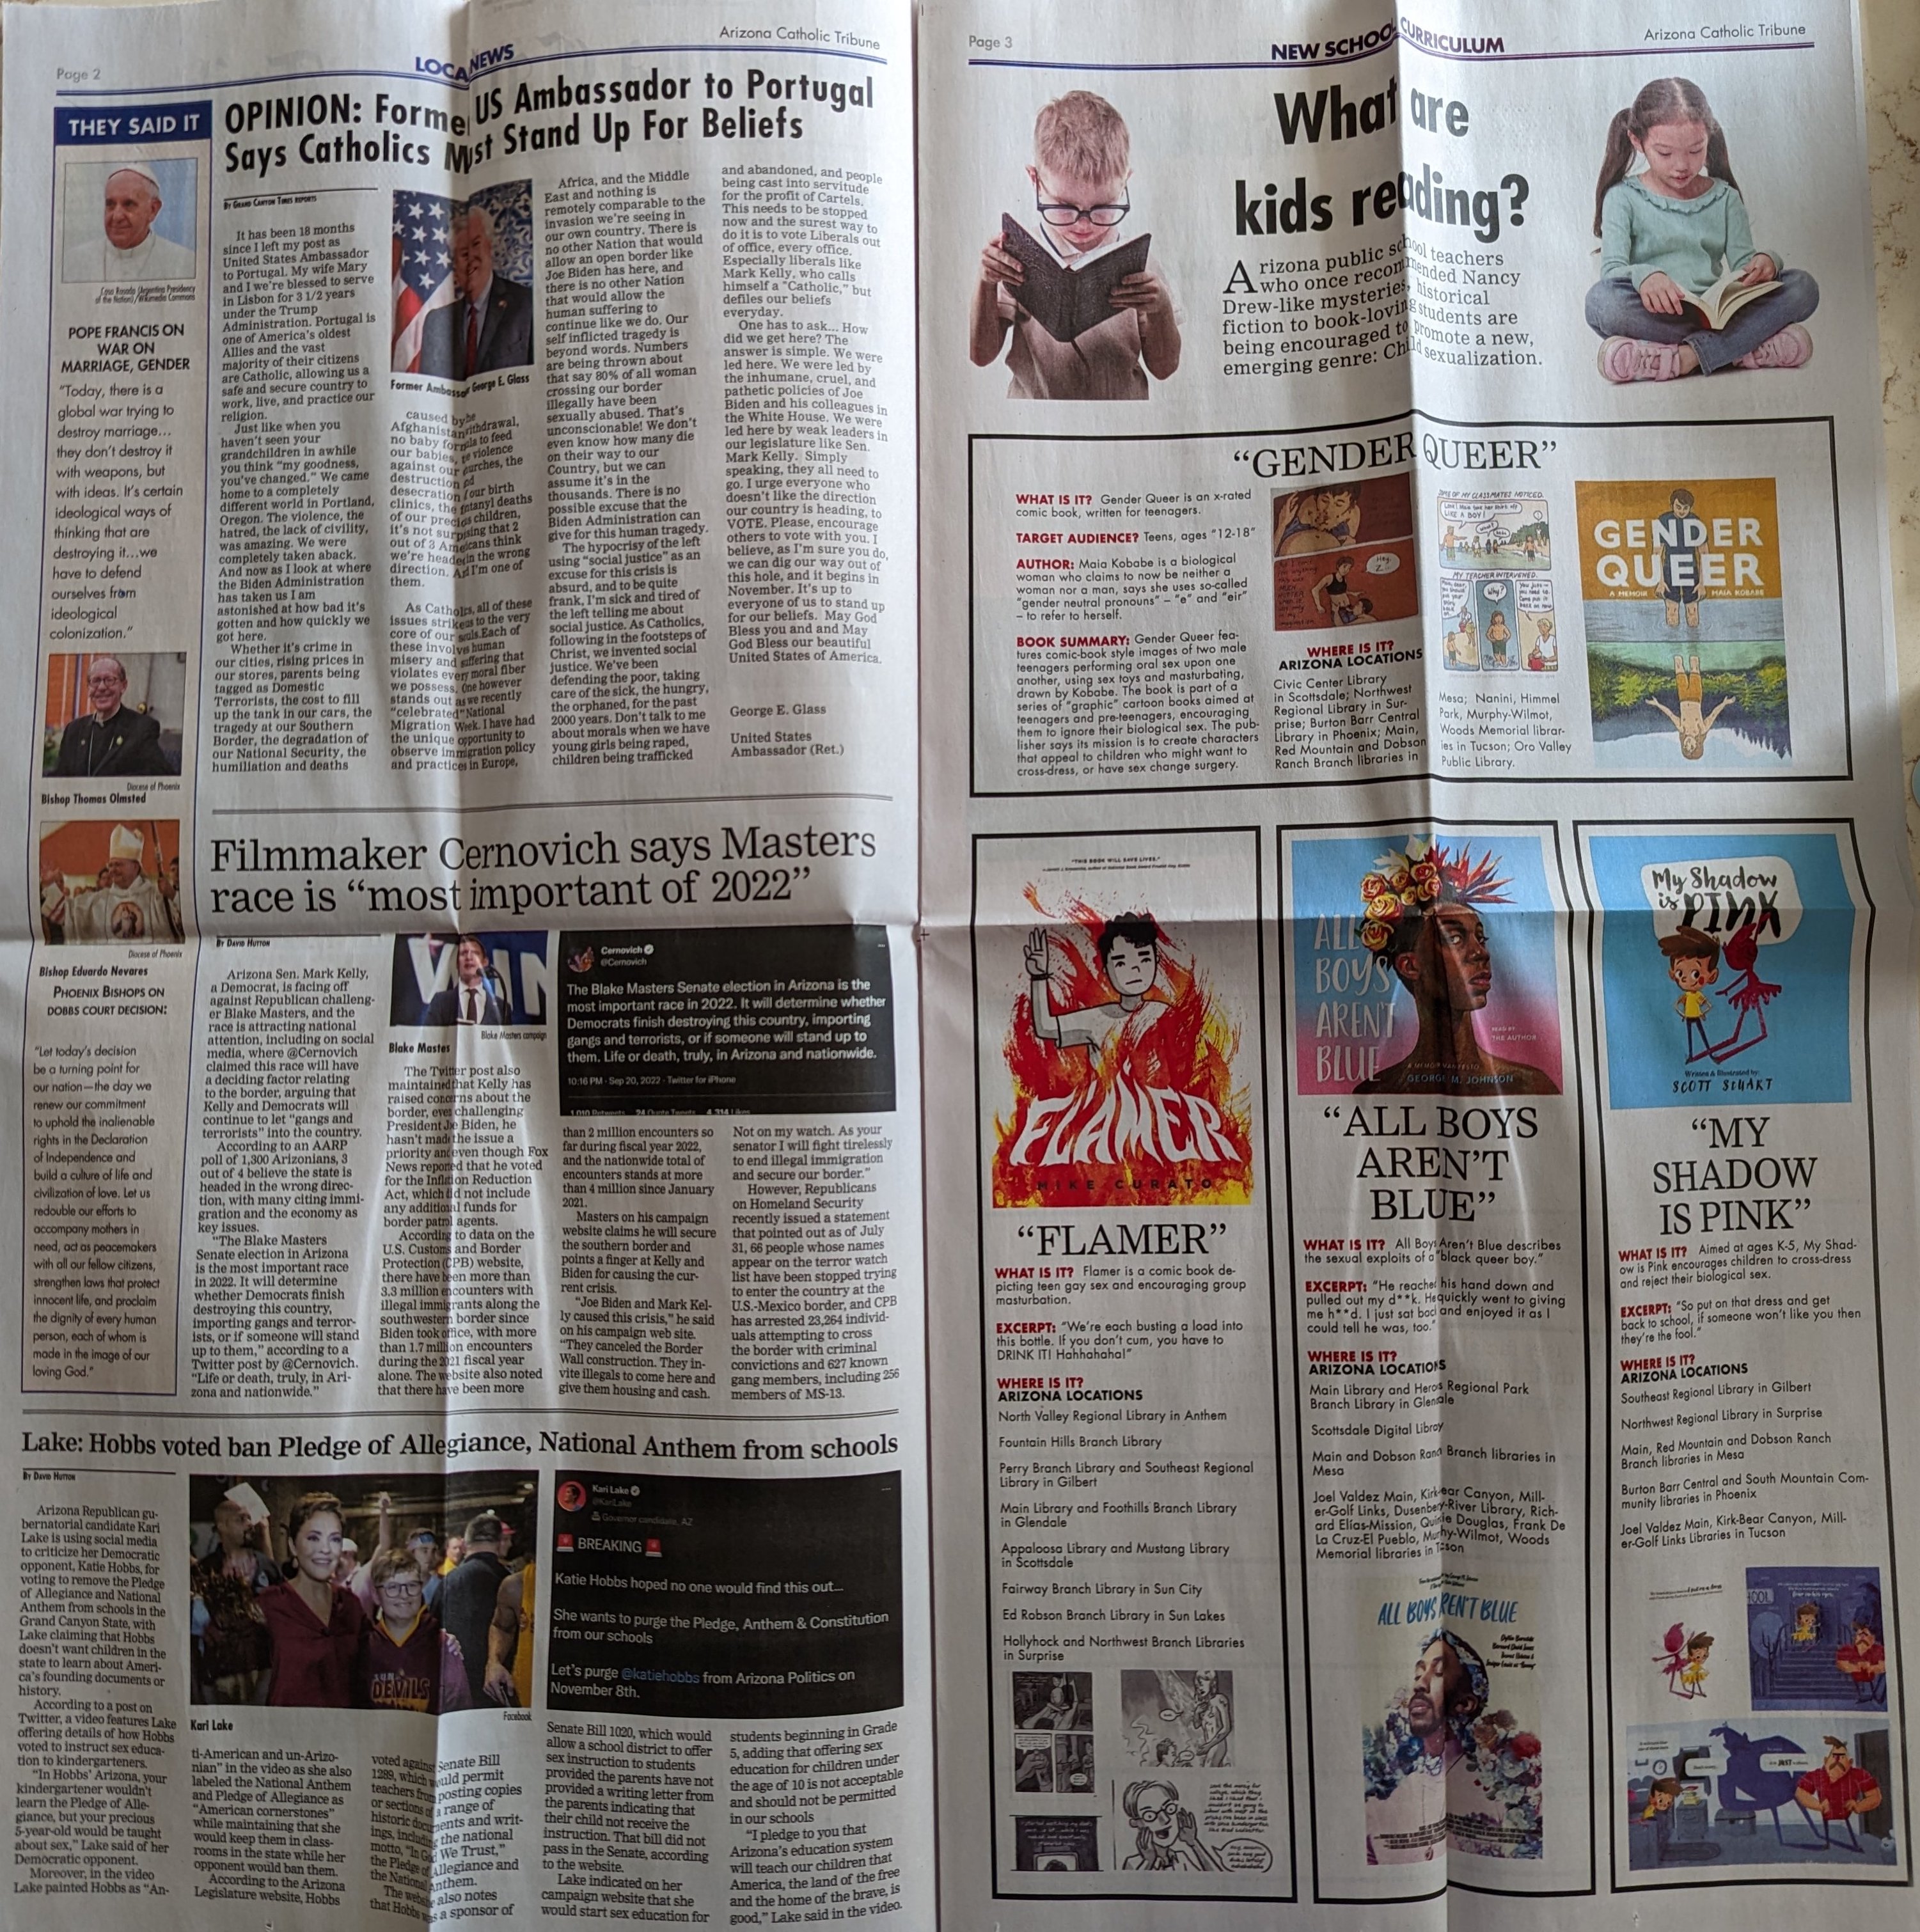 Page 2
LOCA NEWS
Arizona Catholic Tribune
THEY SAID IT
Casa Rosada (Argentina Presidency
of the Nation)/Wikimedia Commons
POPE FRANCIS ON
WAR ON
MARRIAGE, GENDER
"Today, there is a
global war trying to
destroy marriage...
they don't destroy it
with weapons, but
with ideas. It's certain
ideological ways of
thinking that are
destroying it...we
have to defend
ourselves from
ideological
colonization."
Diocese of Phoenix
Bishop Thomas Olmsted
Diocese of Phoenix
Bishop Eduardo Nevares
PHOENIX BISHOPS ON
DOBBS COURT DECISION:
"Let today's decision
be a turning point for
our nation—the day we
renew our commitment
to uphold the inalienable
rights in the Declaration
of Independence and
build a culture of life and
civilization of love. Let us
redouble our efforts to
accompany mothers in
need, act as peacemakers
with all our fellow citizens,
strengthen laws that protect
innocent life, and proclaim
the dignity of every human
person, each of whom is
made in the image of our
loving God."
OPINION: Forme US Ambassador to Portugal
Says Catholics Must Stand Up For Beliefs
BY GRAND CANYON TIMES REPORTS
It has been 18 months
since I left my post as
United States Ambassador
to Portugal. My wife Mary
and I we're blessed to serve
in Lisbon for 3 1/2 years
under the Trump
Administration. Portugal is
one of America's oldest
Allies and the vast
majority of their citizens
are Catholic, allowing us a
safe and secure country to
work, live, and practice our
religion.
Just like when you
haven't seen your
grandchildren in awhile
you think "my goodness,
you've changed." We came
home to a completely
different world in Portland,
Oregon. The violence, the
hatred, the lack of civility,
was amazing. We were
completely taken aback.
And now as I look at where
the Biden Administration
has taken us I am
astonished at how bad it's
gotten and how quickly we
got here.
Whether it's crime in
our cities, rising prices in
our stores, parents being
tagged as Domestic
Terrorists, the cost to fill
up the tank in our cars, the
tragedy at our Southern
Border, the degradation of
our National Security, the
humiliation and deaths
Former Ambassador George E. Glass
caused by the
Afghanistan withdrawal,
no baby formula to feed
our babies, violence
against our churches, the
destruction and
desecration of our birth
clinics, the fentanyl deaths
of our precious children,
it's not surprising that 2
out of 3 Americans think
we're headed in the wrong
direction. And I'm one of
them.
As Catholics, all of these
issues strike us to the very
core of our souls. Each of
these involves human
misery and suffering that
violates every moral fiber
we possess. One however
stands out as we recently
"celebrated" National
Migration Week. I have had
the unique opportunity to
observe immigration policy
and practices in Europe,
Africa, and the Middle
East and nothing is
remotely comparable to the
invasion we're seeing in
our own country. There is
no other Nation that would
allow an open border like
Joe Biden has here, and
there is no other Nation
that would allow the
human suffering to
continue like we do. Our
self inflicted tragedy is
beyond words. Numbers
are being thrown about
that say 80% of all woman
crossing our border
illegally have been
sexually abused. That's
unconscionable! We don't
even know how many die
on their way to our
Country, but we can
assume it's in the
thousands. There is no
possible excuse that the
Biden Administration can
give for this human tragedy.
The hypocrisy of the left
using "social justice" as an
excuse for this crisis is
absurd, and to be quite
frank, I'm sick and tired of
the left telling me about
social justice. As Catholics,
following in the footsteps of
Christ, we invented social
justice. We've been
defending the poor, taking
care of the sick, the hungry,
the orphaned, for the past
2000 years. Don't talk to me
about morals when we have
young girls being raped,
children being trafficked
and abandoned, and people
being cast into servitude
for the profit of Cartels.
This needs to be stopped
now and the surest way to
do it is to vote Liberals out
of office, every office.
Especially liberals like
Mark Kelly, who calls
himself a "Catholic," but
defiles our beliefs
everyday.
One has to ask... How
did we get here? The
answer is simple. We were
led here. We were led by
the inhumane, cruel, and
pathetic policies of Joe
Biden and his colleagues in
the White House. We were
led here by weak leaders in
our legislature like Sen.
Mark Kelly. Simply
speaking, they all need to
go. I urge everyone who
doesn't like the direction
our country is heading, to
VOTE. Please, encourage
others to vote with you. I
believe, as I'm sure you do,
we can dig our way out of
this hole, and it begins in
November. It's up to
everyone of us to stand up
for our beliefs. May God
Bless you and and May
God Bless our beautiful
United States of America.
George E. Glass
United States
Ambassador (Ret.)
Filmmaker Cernovich says Masters
race is "most important of 2022"
BY DAVID HUTTON
Arizona Sen. Mark Kelly,
a Democrat, is facing off
against Republican challeng-
er Blake Masters, and the
race is attracting national
attention, including on social
media, where @Cernovich
claimed this race will have
a deciding factor relating
to the border, arguing that
Kelly and Democrats will
continue to let "gangs and
terrorists" into the country.
According to an AARP
poll of 1,300 Arizonians, 3
out of 4 believe the state is
headed in the wrong direc-
tion, with many citing immi-
gration and the economy as
key issues.
"The Blake Masters
Senate election in Arizona
is the most important race
in 2022. It will determine
whether Democrats finish
destroying this country,
importing gangs and terror-
ists, or if someone will stand
up to them," according to a
Twitter post by @Cernovich.
"Life or death, truly, in Ari-
zona and nationwide."
Blake Masters campaign
Blake Mastes
The Twitter post also
maintained that Kelly has
raised concerns about the
border, even challenging
President Joe Biden, he
hasn't made the issue a
priority and even though Fox
News reported that he voted
for the Inflation Reduction
Act, which did not include
any additional funds for
border patrol agents.
According to data on the
U.S. Customs and Border
Protection (CPB) website,
there have been more than
3.3 million encounters with
illegal immigrants along the
southwestern border since
Biden took office, with more
than 1.7 million encounters
during the 2021 fiscal year
alone. The website also noted
that there have been more
Cernovich
@Cernovich
The Blake Masters Senate election in Arizona is the
most important race in 2022. It will determine whether
Democrats finish destroying this country, importing
gangs and terrorists, or if someone will stand up to
them. Life or death, truly, in Arizona and nationwide.
10:16 PM · Sep 20, 2022 · Twitter for iPhone
1,010 Retweets 24 Quote Tweets 4,314 Likes
than 2 million encounters so
far during fiscal year 2022,
and the nationwide total of
encounters stands at more
than 4 million since January
2021.
Masters on his campaign
website claims he will secure
the southern border and
points a finger at Kelly and
Biden for causing the cur-
rent crisis.
"Joe Biden and Mark Kel-
ly caused this crisis," he said
on his campaign web site.
"They canceled the Border
Wall construction. They in-
vite illegals to come here and
give them housing and cash.
Not on my watch. As your
senator I will fight tirelessly
to end illegal immigration
and secure our border."
However, Republicans
on Homeland Security
recently issued a statement
that pointed out as of July
31, 66 people whose names
appear on the terror watch
list have been stopped trying
to enter the country at the
U.S.-Mexico border, and CPB
has arrested 23,264 individ-
uals attempting to cross
the border with criminal
convictions and 627 known
gang members, including 256
members of MS-13.
Lake: Hobbs voted ban Pledge of Allegiance, National Anthem from schools
BY DAVID HUTTON
Arizona Republican gu-
bernatorial candidate Kari
Lake is using social media
to criticize her Democratic
opponent, Katie Hobbs, for
voting to remove the Pledge
of Allegiance and National
Anthem from schools in the
Grand Canyon State, with
Lake claiming that Hobbs
doesn't want children in the
state to learn about Ameri-
ca's founding documents or
history.
According to a post on
Twitter, a video features Lake
offering details of how Hobbs
voted to instruct sex educa-
tion to kindergarteners.
"In Hobbs' Arizona, your
kindergartener wouldn't
learn the Pledge of Alle-
giance, but your precious
5-year-old would be taught
about sex," Lake said of her
Democratic opponent.
Moreover, in the video
Lake painted Hobbs as "An-
DEVILS
Facebook
Kari Lake
ti-American and un-Arizo-
nian" in the video as she also
labeled the National Anthem
and Pledge of Allegiance as
"American cornerstones"
while maintaining that she
would keep them in class-
rooms in the state while her
opponent would ban them.
According to the Arizona
Legislature website, Hobbs
voted against Senate Bill
1289, which would permit
teachers from posting copies
or sections of a range of
historic documents and writ-
ings, including the national
motto, "In God We Trust,"
the Pledge of Allegiance and
the National Anthem.
The website also notes
that Hobbs was a sponsor of
Kari Lake
@KariLake
Governor candidate, AZ
BREAKING
Katie Hobbs hoped no one would find this out...
She wants to purge the Pledge, Anthem & Constitution
from our schools
Let's purge @katiehobbs from Arizona Politics on
November 8th.
Senate Bill 1020, which would
allow a school district to offer
sex instruction to students
provided the parents have not
provided a writing letter from
the parents indicating that
their child not receive the
instruction. That bill did not
pass in the Senate, according
to the website.
Lake indicated on her
campaign website that she
would start sex education for
students beginning in Grade
5, adding that offering sex
education for children under
the age of 10 is not acceptable
and should not be permitted
in our schools
"I pledge to you that
Arizona's education system
will teach our children that
America, the land of the free
and the home of the brave, is
good," Lake said in the video.
Page 3
NEW SCHOOL CURRICULUM
Arizona Catholic Tribune
What are
kids reading?
Arizona public school teachers
who once recommended Nancy
Drew-like mysteries, historical
fiction to book-loving students are
being encouraged to promote a new,
emerging genre: Child sexualization.
"GENDER QUEER"
WHAT IS IT? Gender Queer is an x-rated
comic book, written for teenagers.
TARGET AUDIENCE? Teens, ages "12-18"
AUTHOR: Maia Kobabe is a biological
woman who claims to now be neither a
woman nor a man, says she uses so-called
"gender neutral pronouns" – "e" and "eir"
– to refer to herself.
BOOK SUMMARY: Gender Queer fea-
tures comic-book style images of two male
teenagers performing oral sex upon one
another, using sex toys and masturbating,
drawn by Kobabe. The book is part of a
series of "graphic" cartoon books aimed at
teenagers and pre-teenagers, encouraging
them to ignore their biological sex. The pub-
lisher says its mission is to create characters
that appeal to children who might want to
cross-dress, or have sex change surgery.
WHERE IS IT?
ARIZONA LOCATIONS
Civic Center Library
in Scottsdale; Northwest
Regional Library in Sur-
prise; Burton Barr Central
Library in Phoenix; Main,
Red Mountain and Dobson
Ranch Branch libraries in
SOME OF MY CLASSMATES NOTICED.
MY TEACHER INTERVENED.
Why?
Mesa; Nanini, Himmel
Park, Murphy-Wilmot,
Woods Memorial librar-
ies in Tucson; Oro Valley
Public Library.
GENDER
QUEER
A MEMOIR MAIA KOBABE
"THIS BOOK WILL SAVE LIVES."
FLAMER
MIKE CURATO
"FLAMER"
WHAT IS IT? Flamer is a comic book de-
picting teen gay sex and encouraging group
masturbation.
EXCERPT: "We're each busting a load into
this bottle. If you don't cum, you have to
DRINK IT! Hahhahaha!"
WHERE IS IT?
ARIZONA LOCATIONS
North Valley Regional Library in Anthem
Fountain Hills Branch Library
Perry Branch Library and Southeast Regional
Library in Gilbert
Main Library and Foothills Branch Library
in Glendale
Appaloosa Library and Mustang Library
in Scottsdale
Fairway Branch Library in Sun City
Ed Robson Branch Library in Sun Lakes
Hollyhock and Northwest Branch Libraries
in Surprise
ALL
BOYS
AREN'T
BLUE
READ BY
THE AUTHOR
GEORGE M. JOHNSON
"ALL BOYS
AREN'T
BLUE"
WHAT IS IT? All Boys Aren't Blue describes
the sexual exploits of a "black queer boy."
EXCERPT: "He reached his hand down and
pulled out my d**k. He quickly went to giving
me h**d. I just sat back and enjoyed it as I
could tell he was, too."
WHERE IS IT?
ARIZONA LOCATIONS
Main Library and Heros Regional Park
Branch Library in Glendale
Scottsdale Digital Libray
Main and Dobson Ranc Branch libraries in
Mesa
Joel Valdez Main, Kirk-Bear Canyon, Mill-
er-Golf Links, Dusenberry-River Library, Rich-
ard Elías-Mission, Quincie Douglas, Frank De
La Cruz-El Pueblo, Murphy-Wilmot, Woods
Memorial libraries in Tucson
ALL BOYS AREN'T BLUE
My Shadow
is PINK
Written & Illustrated by:
SCOTT STUART
"MY
SHADOW
IS PINK"
WHAT IS IT? Aimed at ages K-5, My Shad-
ow is Pink encourages children to cross-dress
and reject their biological sex.
EXCERPT: "So put on that dress and get
back to school, if someone won't like you then
they're the fool."
WHERE IS IT?
ARIZONA LOCATIONS
Southeast Regional Library in Gilbert
Northwest Regional Library in Surprise
Main, Red Mountain and Dobson Ranch
Branch libraries in Mesa
Burton Barr Central and South Mountain Com-
munity libraries in Phoenix
Joel Valdez Main, Kirk-Bear Canyon, Mill-
er-Golf Links Libraries in Tucson